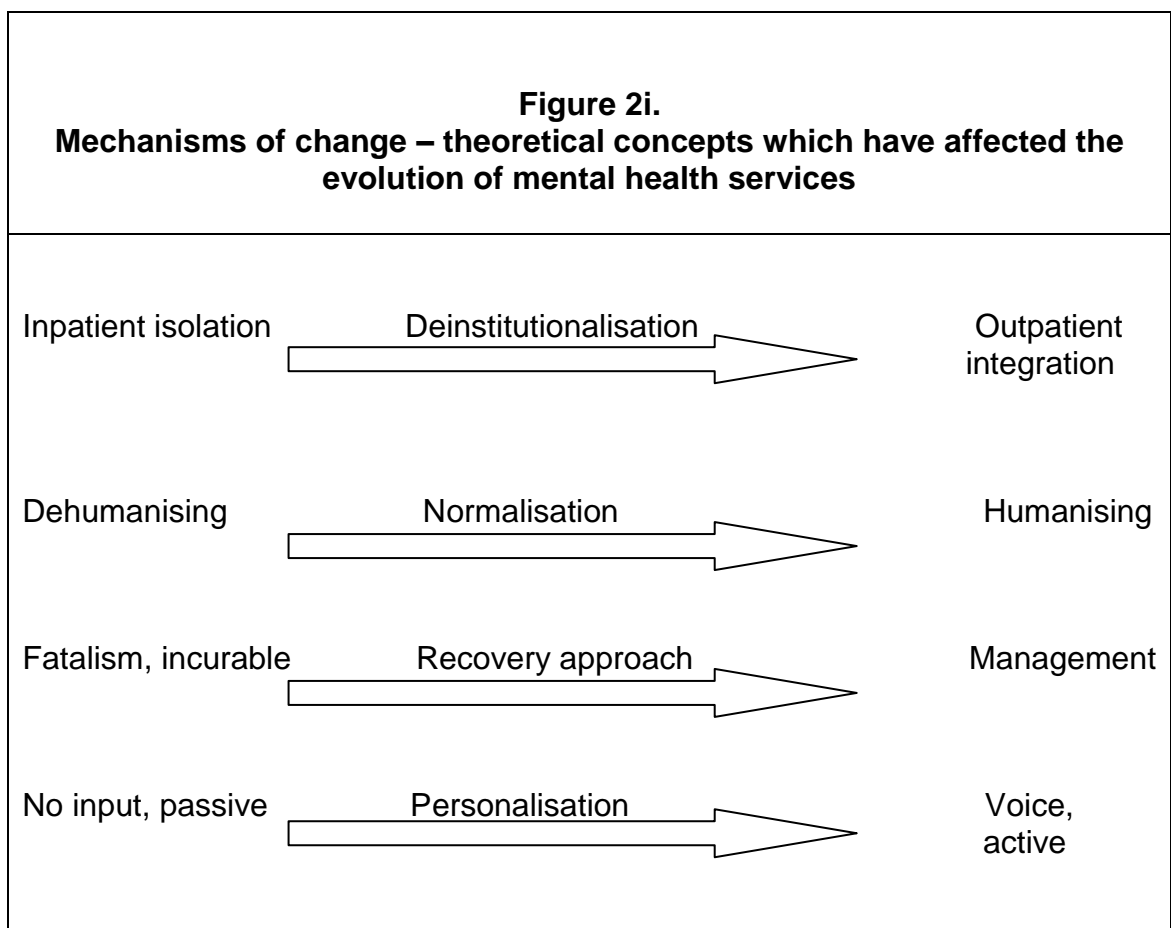 Figure 2i.
Mechanisms of change – theoretical concepts which have affected the
evolution of mental health services
Inpatient isolation Deinstitutionalisation Outpatient
integration
Dehumanising Normalisation Humanising
Fatalism, incurable Recovery approach Management
No input, passive Personalisation Voice,
active